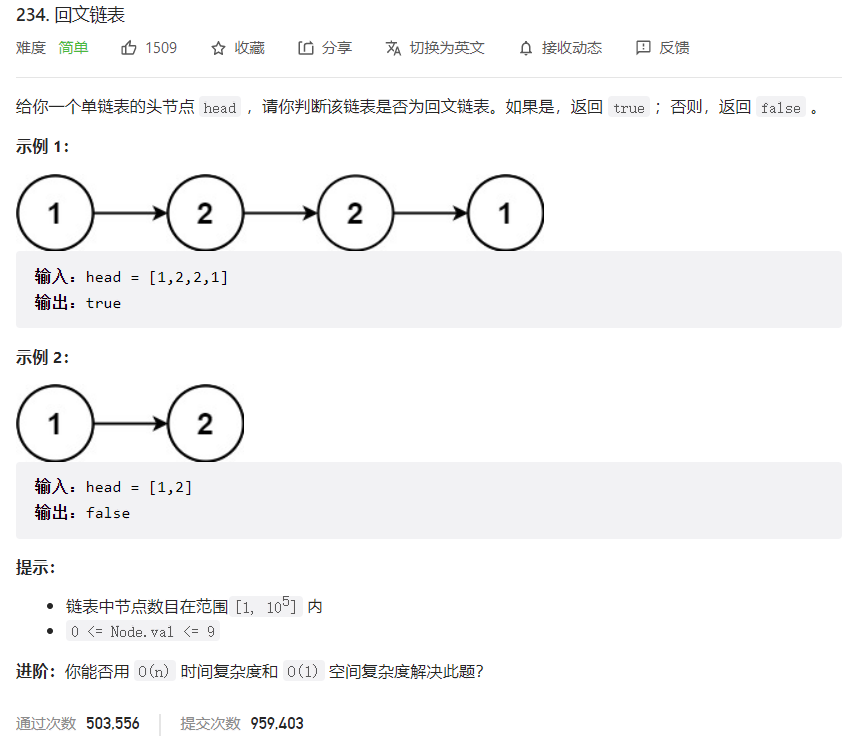 234. 回文链表
难度 简单 1509 收藏 分享 切换为英文 接收动态 反馈
给你一个单链表的头节点 head ，请你判断该链表是否为回文链表。如果是，返回 true ；否则，返回 false 。
示例 1：
1 2 2 1
输入：head = [1,2,2,1]
输出：true
示例 2：
1 2
输入：head = [1,2]
输出：false
提示：
• 链表中节点数目在范围[1, 10⁵] 内
• 0 <= Node.val <= 9
进阶：你能否用 O(n) 时间复杂度和 O(1) 空间复杂度解决此题？
通过次数 503,556 提交次数 959,403